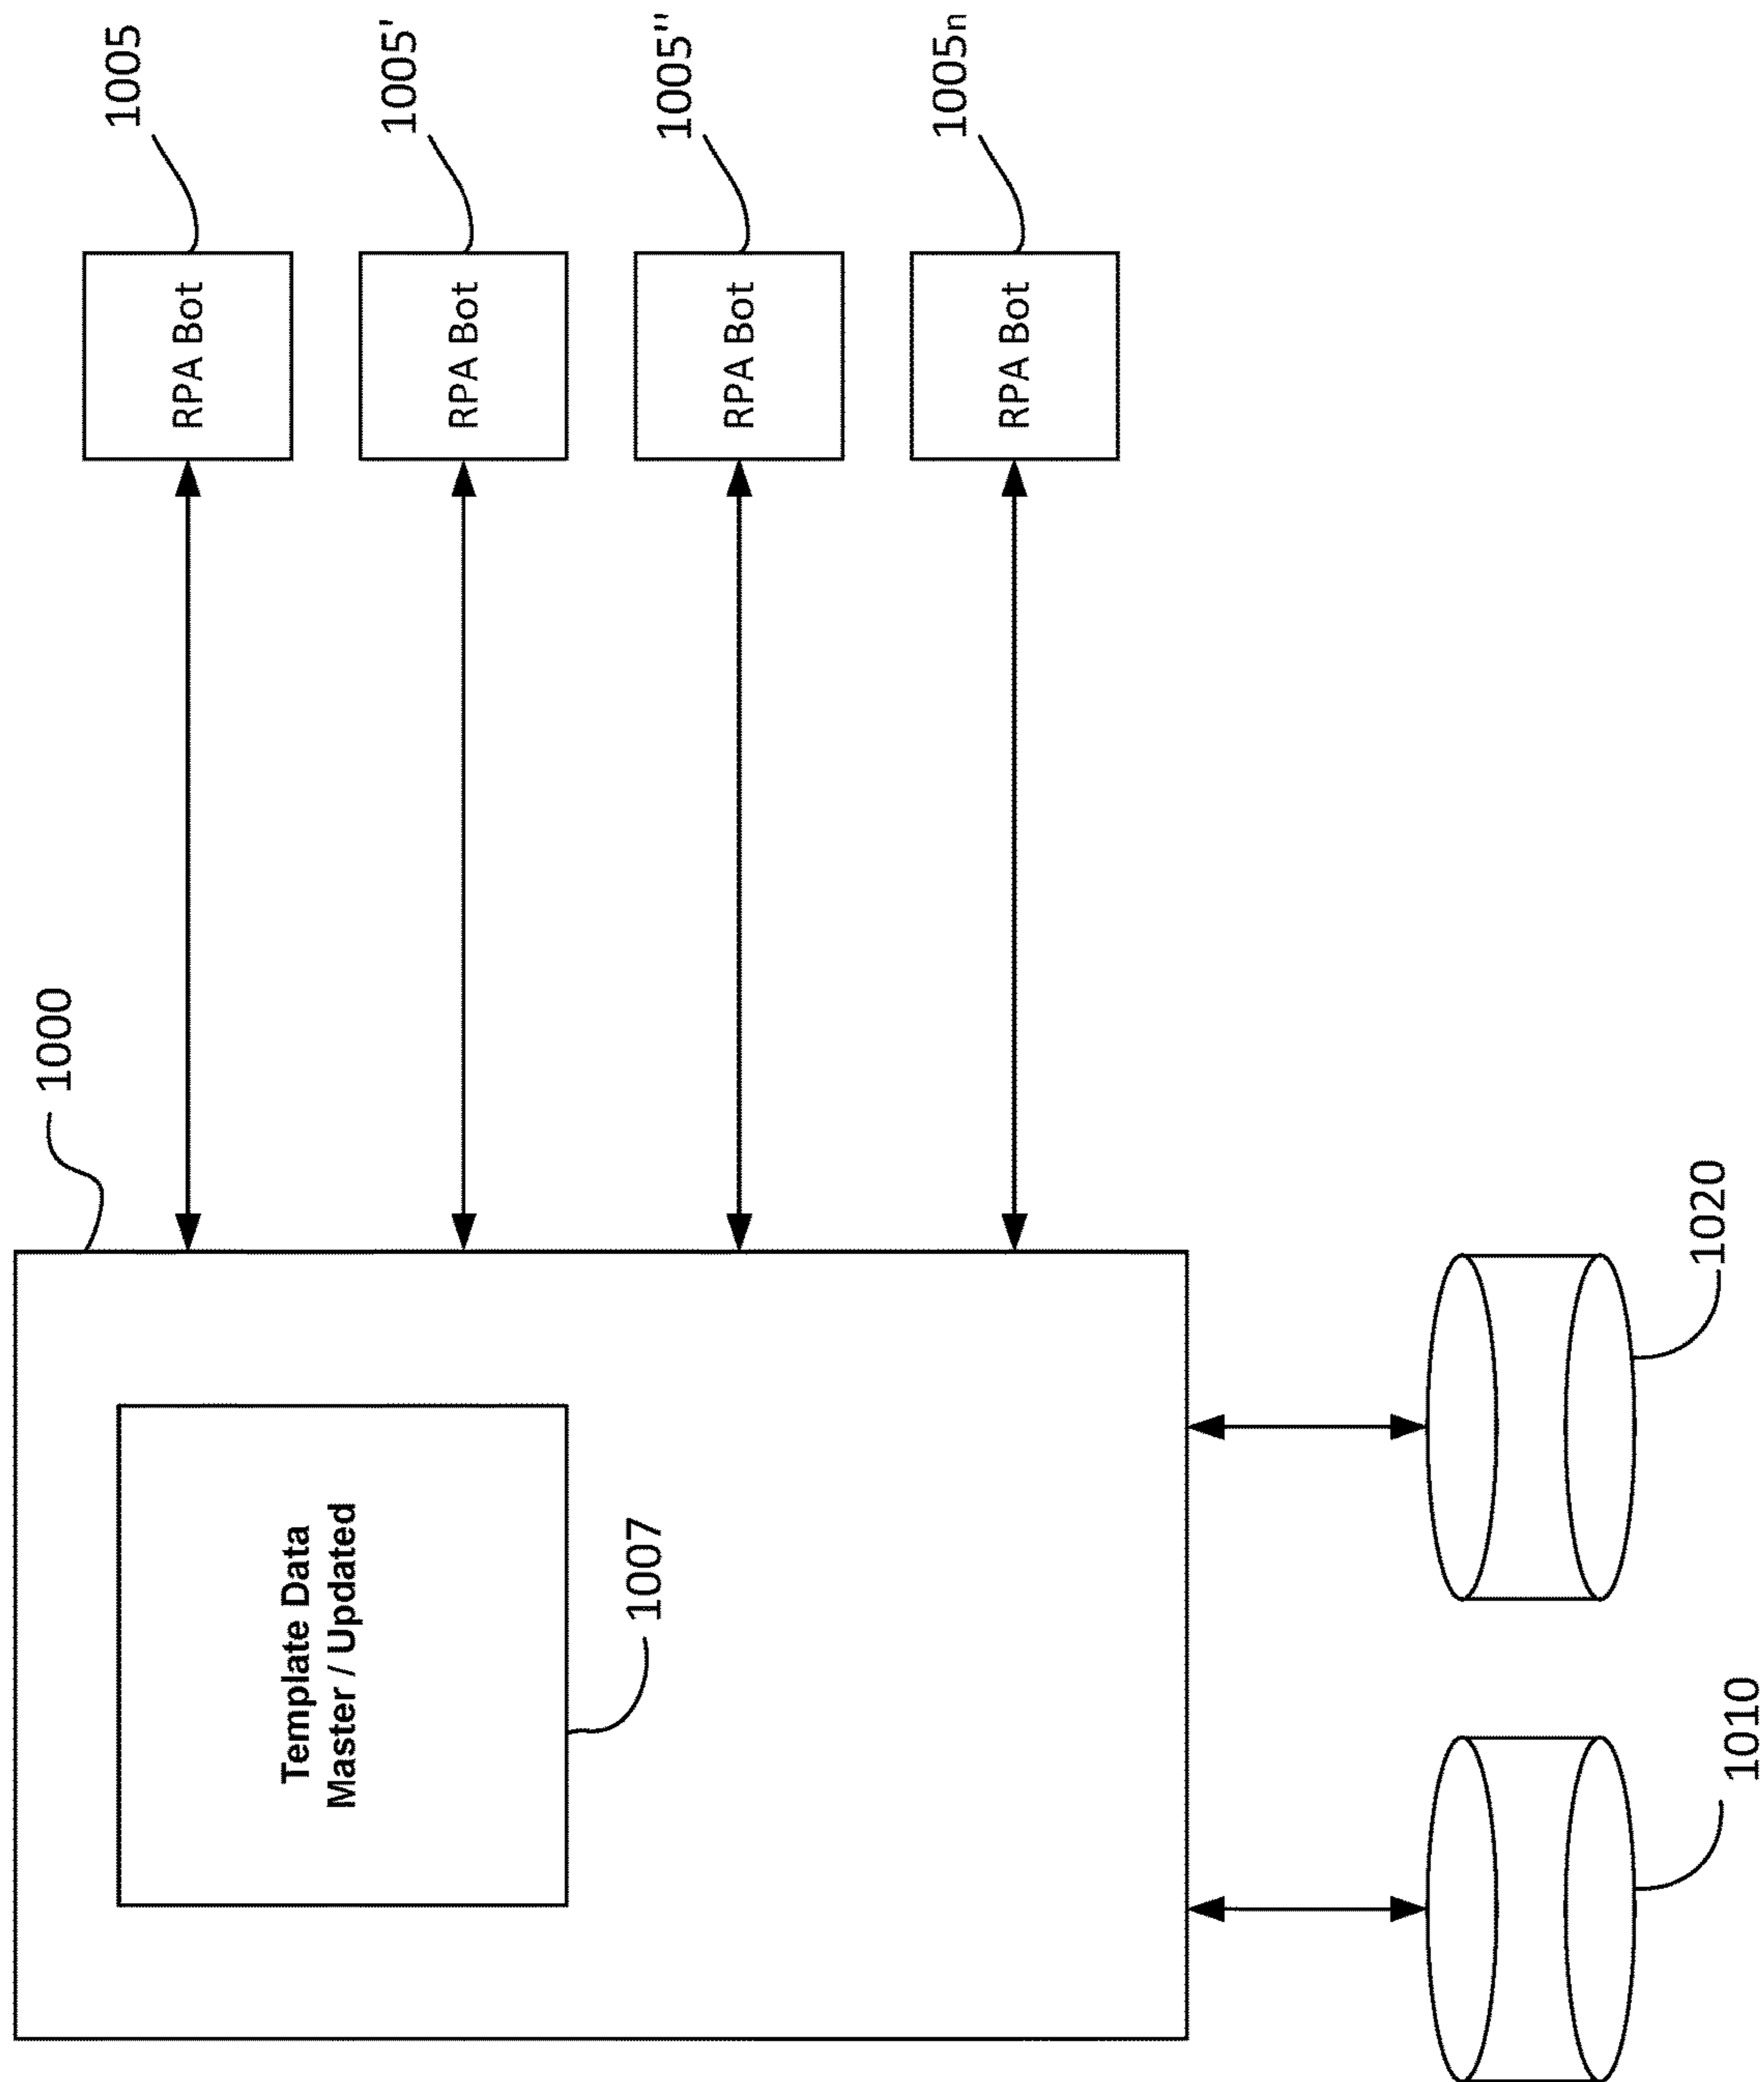 1000
1005
RPA Bot
1005'
RPA Bot
1005''
RPA Bot
1005n
RPA Bot
Template Data
Master / Updated
1007
1010
1020